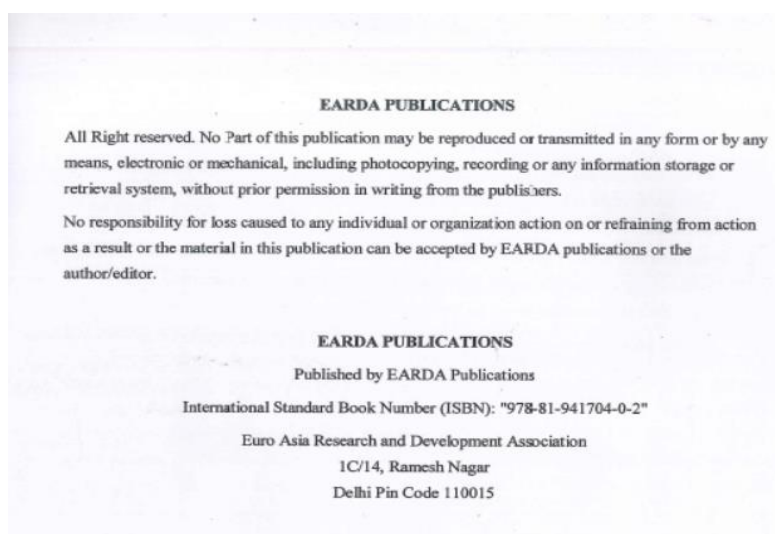 EARDA PUBLICATIONS
All Right reserved. No Part of this publication may be reproduced or transmitted in any form or by any
means, electronic or mechanical, including photocopying, recording or any information storage or
retrieval system, without prior permission in writing from the publishers.
No responsibility for loss caused to any individual or organization action on or refraining from action
as a result or the material in this publication can be accepted by EARDA publications or the
author/editor.
EARDA PUBLICATIONS
Published by EARDA Publications
International Standard Book Number (ISBN): "978-81-941704-0-2"
Euro Asia Research and Development Association
1C/14, Ramesh Nagar
Delhi Pin Code 110015